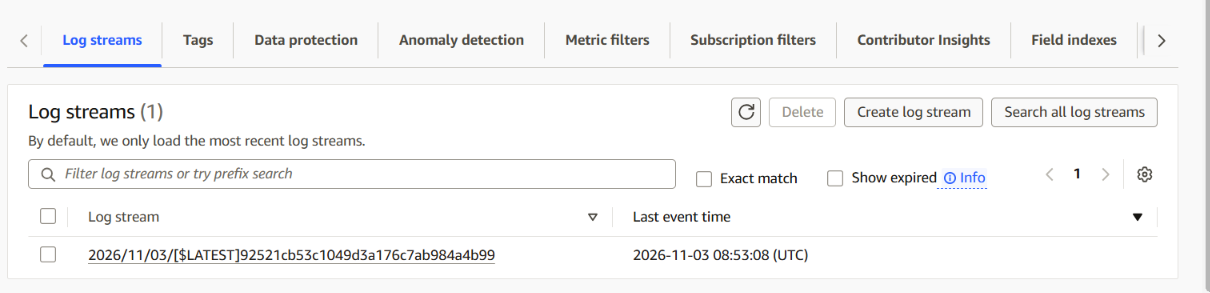 Log streams Tags Data protection Anomaly detection Metric filters Subscription filters Contributor Insights Field indexes
Log streams (1)
Delete Create log stream Search all log streams
By default, we only load the most recent log streams.
Filter log streams or try prefix search Exact match Show expired Info 1
Log stream Last event time
2026/11/03/[$LATEST]92521cb53c1049d3a176c7ab984a4b99 2026-11-03 08:53:08 (UTC)